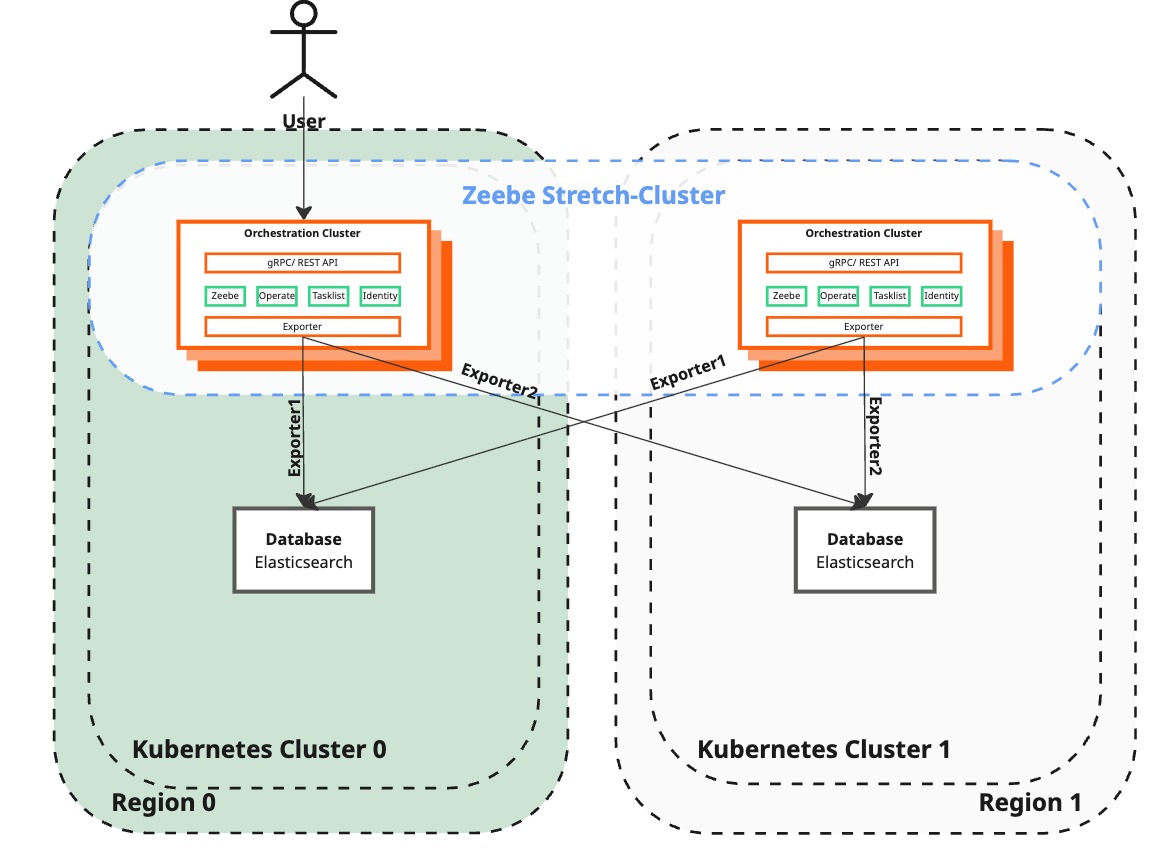 User
Zeebe Stretch-Cluster
Orchestration Cluster
gRPC/ REST API
Zeebe Operate Tasklist Identity
Exporter
Orchestration Cluster
gRPC/ REST API
Zeebe Operate Tasklist Identity
Exporter
Exporter2
Exporter1
Exporter1
Exporter2
Database
Elasticsearch
Database
Elasticsearch
Kubernetes Cluster 0
Kubernetes Cluster 1
Region 0
Region 1